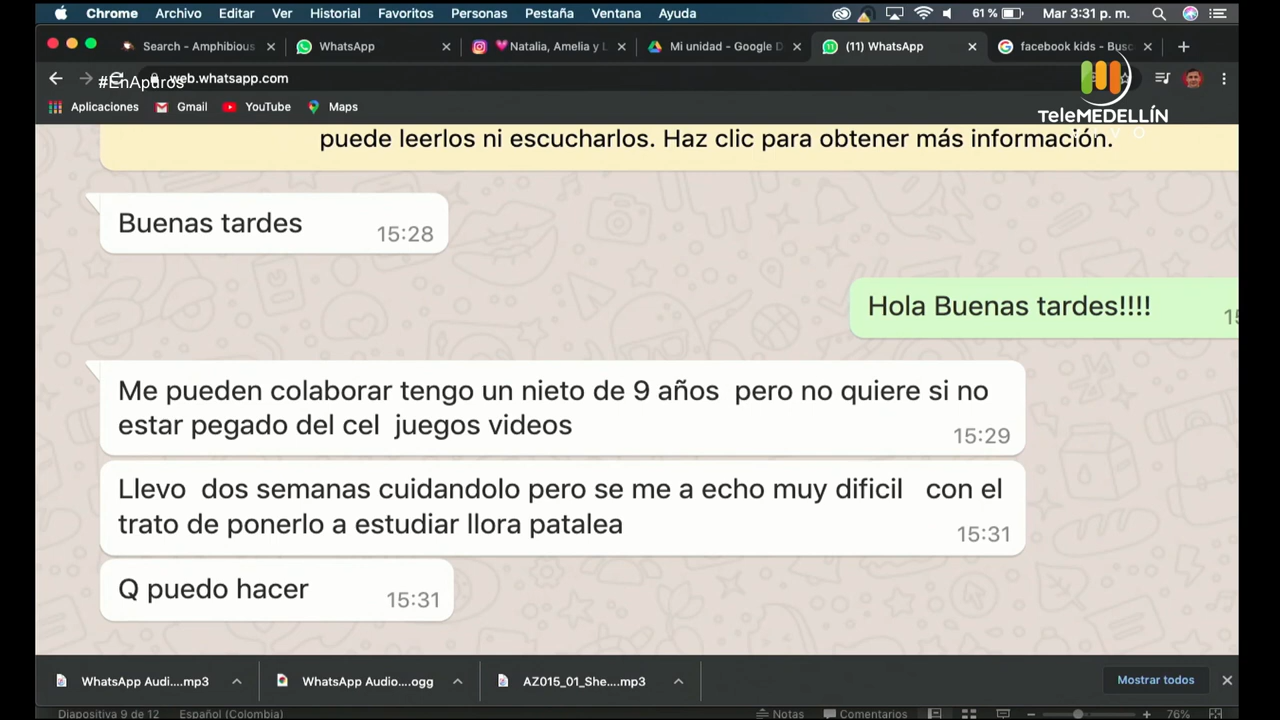 Chrome Archivo Editar Ver Historial Favoritos Personas Pestaña Ventana Ayuda 61 % Mar 3:31 p. m.
Search - Amphibious WhatsApp Natalia, Amelia y L Mi unidad - Google D (11) WhatsApp facebook kids - Bus
#EnApuros web.whatsapp.com
Aplicaciones Gmail YouTube Maps
TeleMEDELLÍN
puede leerlos ni escucharlos. Haz clic para obtener más información.
Buenas tardes 15:28
Hola Buenas tardes!!!!
Me pueden colaborar tengo un nieto de 9 años pero no quiere si no
estar pegado del cel juegos videos 15:29
Llevo dos semanas cuidandolo pero se me a echo muy dificil con el
trato de ponerlo a estudiar llora patalea 15:31
Q puedo hacer 15:31
WhatsApp Audi....mp3 WhatsApp Audio....ogg AZ015_01_She....mp3 Mostrar todos
Diapositiva 9 de 12 Español (Colombia) Notas Comentarios 76%